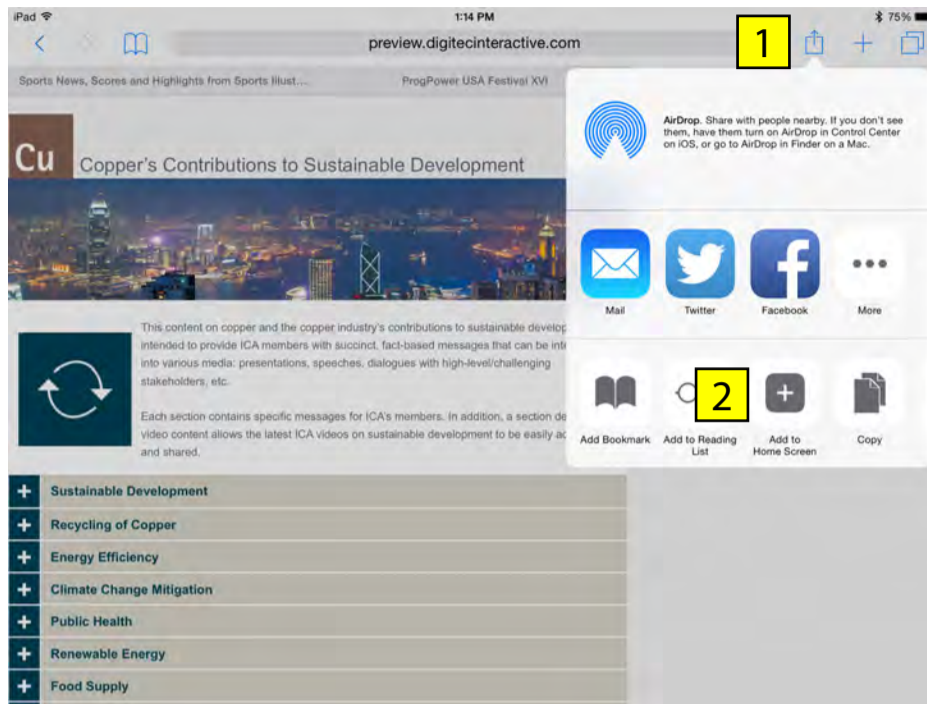 iPad 1:14 PM 75%
preview.digitecinteractive.com
1
Sports News, Scores and Highlights from Sports Illust... ProgPower USA Festival XVI
AirDrop. Share with people nearby. If you don't see
them, have them turn on AirDrop in Control Center
on iOS, or go to AirDrop in Finder on a Mac.
Cu
Copper's Contributions to Sustainable Development
Mail Twitter Facebook More
This content on copper and the copper industry's contributions to sustainable develop
intended to provide ICA members with succinct, fact-based messages that can be inte
into various media: presentations, speeches, dialogues with high-level/challenging
stakeholders, etc.
Each section contains specific messages for ICA's members. In addition, a section de
video content allows the latest ICA videos on sustainable development to be easily ac
and shared.
2
Add Bookmark Add to Reading List Add to Home Screen Copy
Sustainable Development
Recycling of Copper
Energy Efficiency
Climate Change Mitigation
Public Health
Renewable Energy
Food Supply